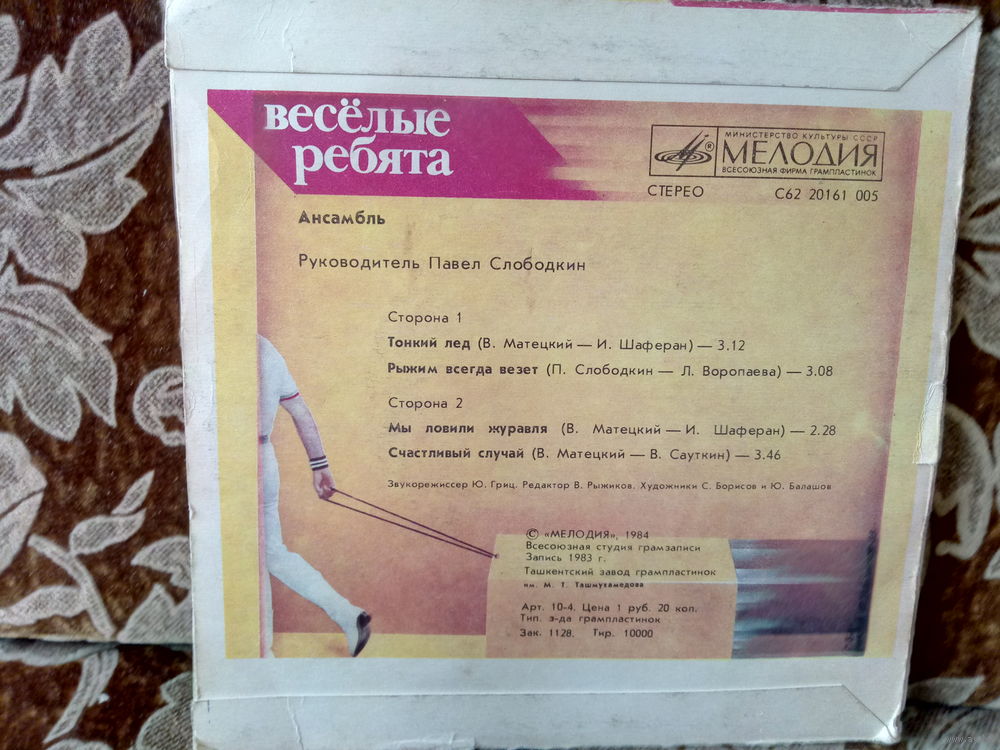 весёлые
ребята
МИНИСТЕРСТВО КУЛЬТУРЫ СССР
® МЕЛОДИЯ
ВСЕСОЮЗНАЯ ФИРМА ГРАМПЛАСТИНОК
СТЕРЕО С62 20161 005
Ансамбль
Руководитель Павел Слободкин
Сторона 1
Тонкий лед (В. Матецкий — И. Шаферан) — 3.12
Рыжим всегда везет (П. Слободкин — Л. Воропаева) — 3.08
Сторона 2
Мы ловили журавля (В. Матецкий — И. Шаферан) — 2.28
Счастливый случай (В. Матецкий — В. Сауткин) — 3.46
Звукорежиссер Ю. Гриц. Редактор В. Рыжиков. Художники С. Борисов и Ю. Балашов
© «МЕЛОДИЯ», 1984
Всесоюзная студия грамзаписи
Запись 1983 г.
Ташкентский завод грампластинок
им. М. Т. Ташмухамедова
Арт. 10-4. Цена 1 руб. 20 коп.
Тип. з-да грампластинок
Зак. 1128. Тир. 10000